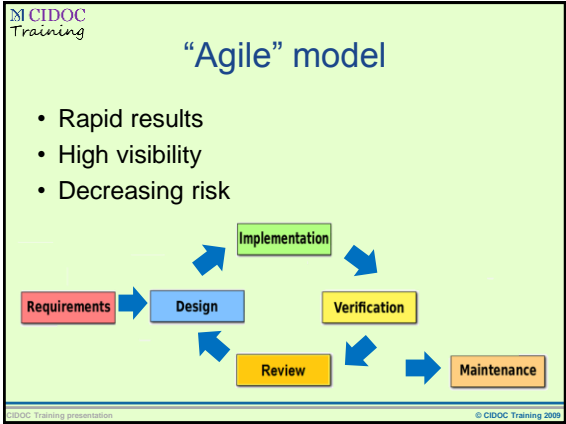 M CIDOC
Training
“Agile” model
• Rapid results
• High visibility
• Decreasing risk
Implementation
Requirements
Design
Verification
Review
Maintenance
CIDOC Training presentation
© CIDOC Training 2009